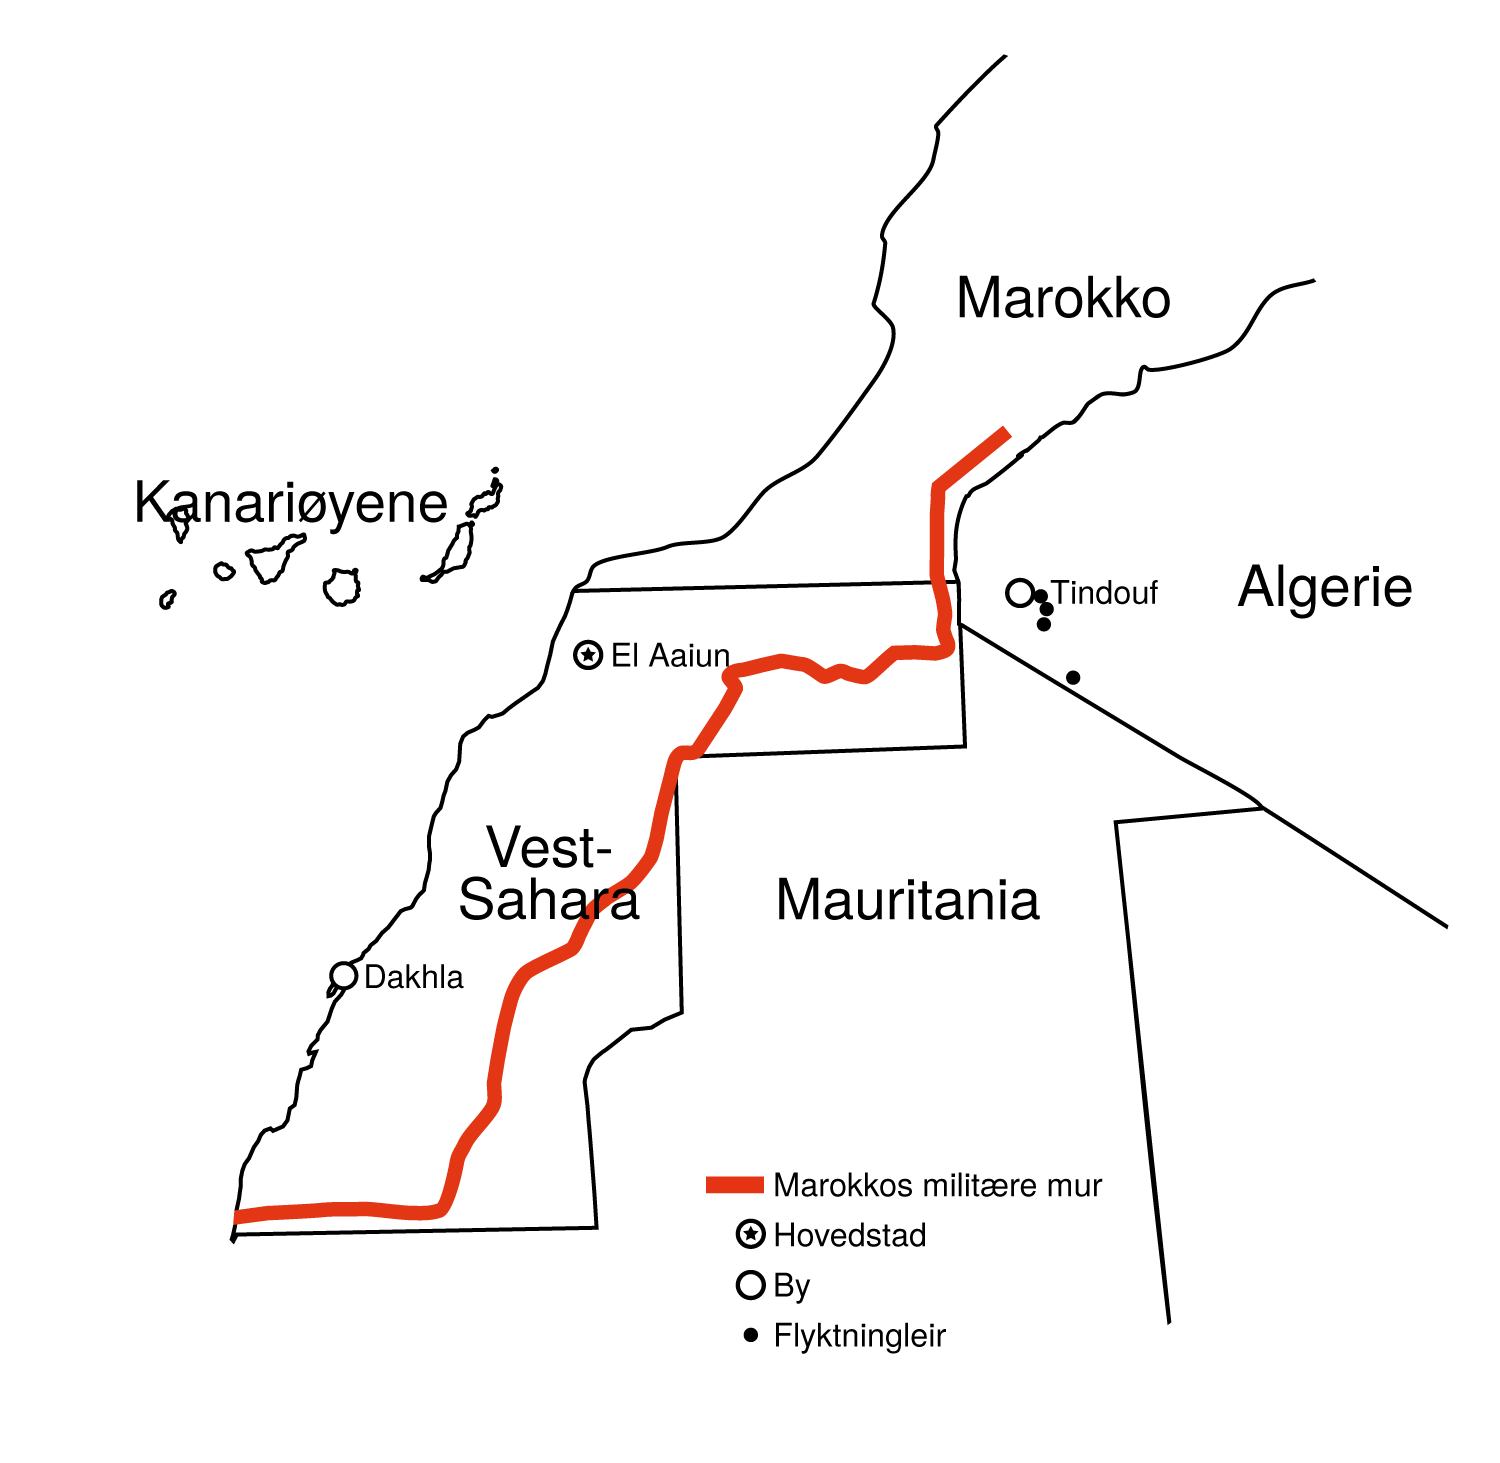 Marokko
Kanariøyene
Tindouf
Algerie
El Aaiun
Vest-
Sahara
Mauritania
Dakhla
Marokkos militære mur
Hovedstad
By
Flyktningleir